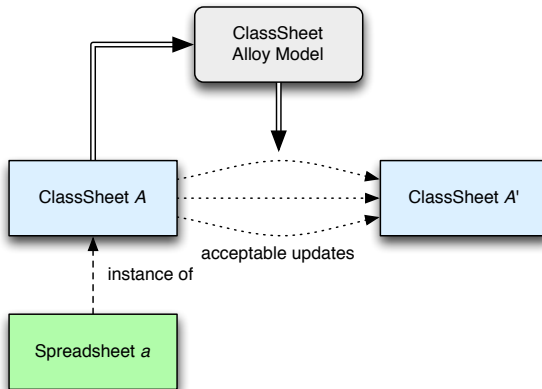 ClassSheet
Alloy Model
ClassSheet A
ClassSheet A'
acceptable updates
instance of
Spreadsheet a